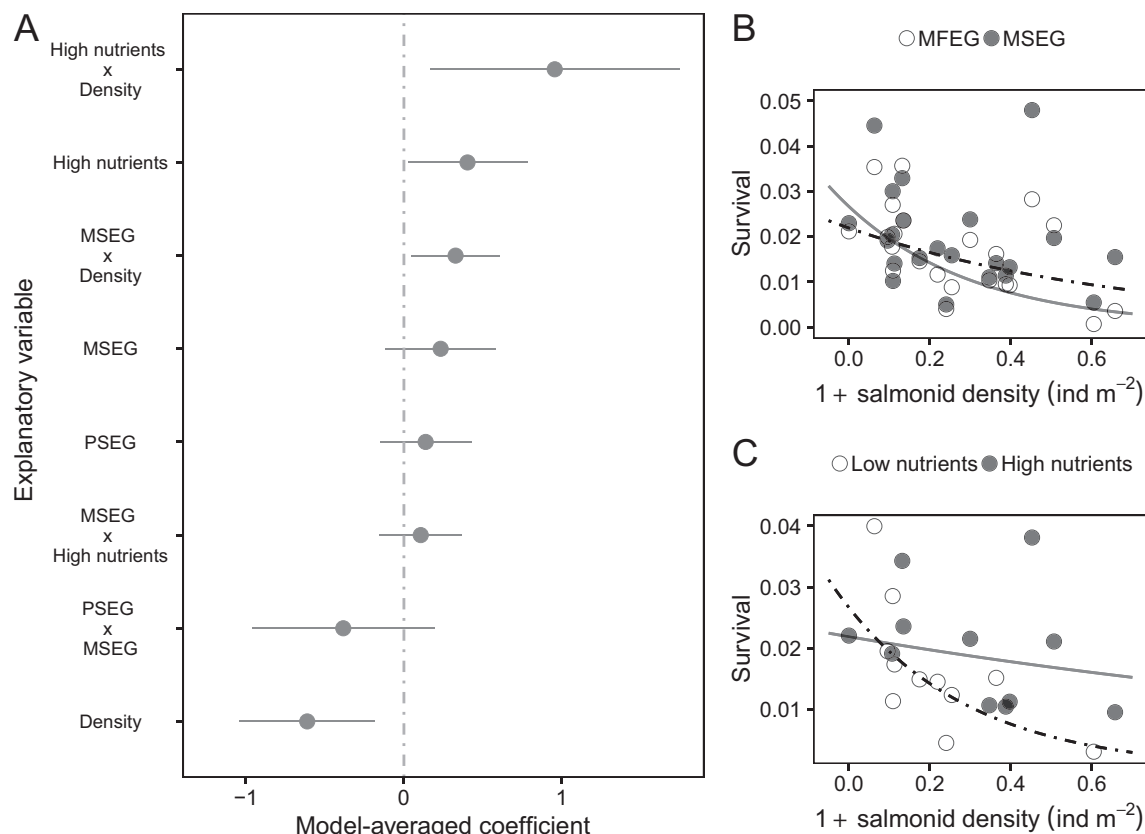 A
Explanatory variable
High nutrients
x
Density
High nutrients
MSEG
x
Density
MSEG
PSEG
MSEG
x
High nutrients
PSEG
x
MSEG
Density
−1
0
1
Model-averaged coefficient
B
MFEG MSEG
Survival
0.05
0.04
0.03
0.02
0.01
0.00
0.0 0.2 0.4 0.6
1 + salmonid density (ind m−2)
C
Low nutrients High nutrients
Survival
0.04
0.03
0.02
0.01
0.0 0.2 0.4 0.6
1 + salmonid density (ind m−2)